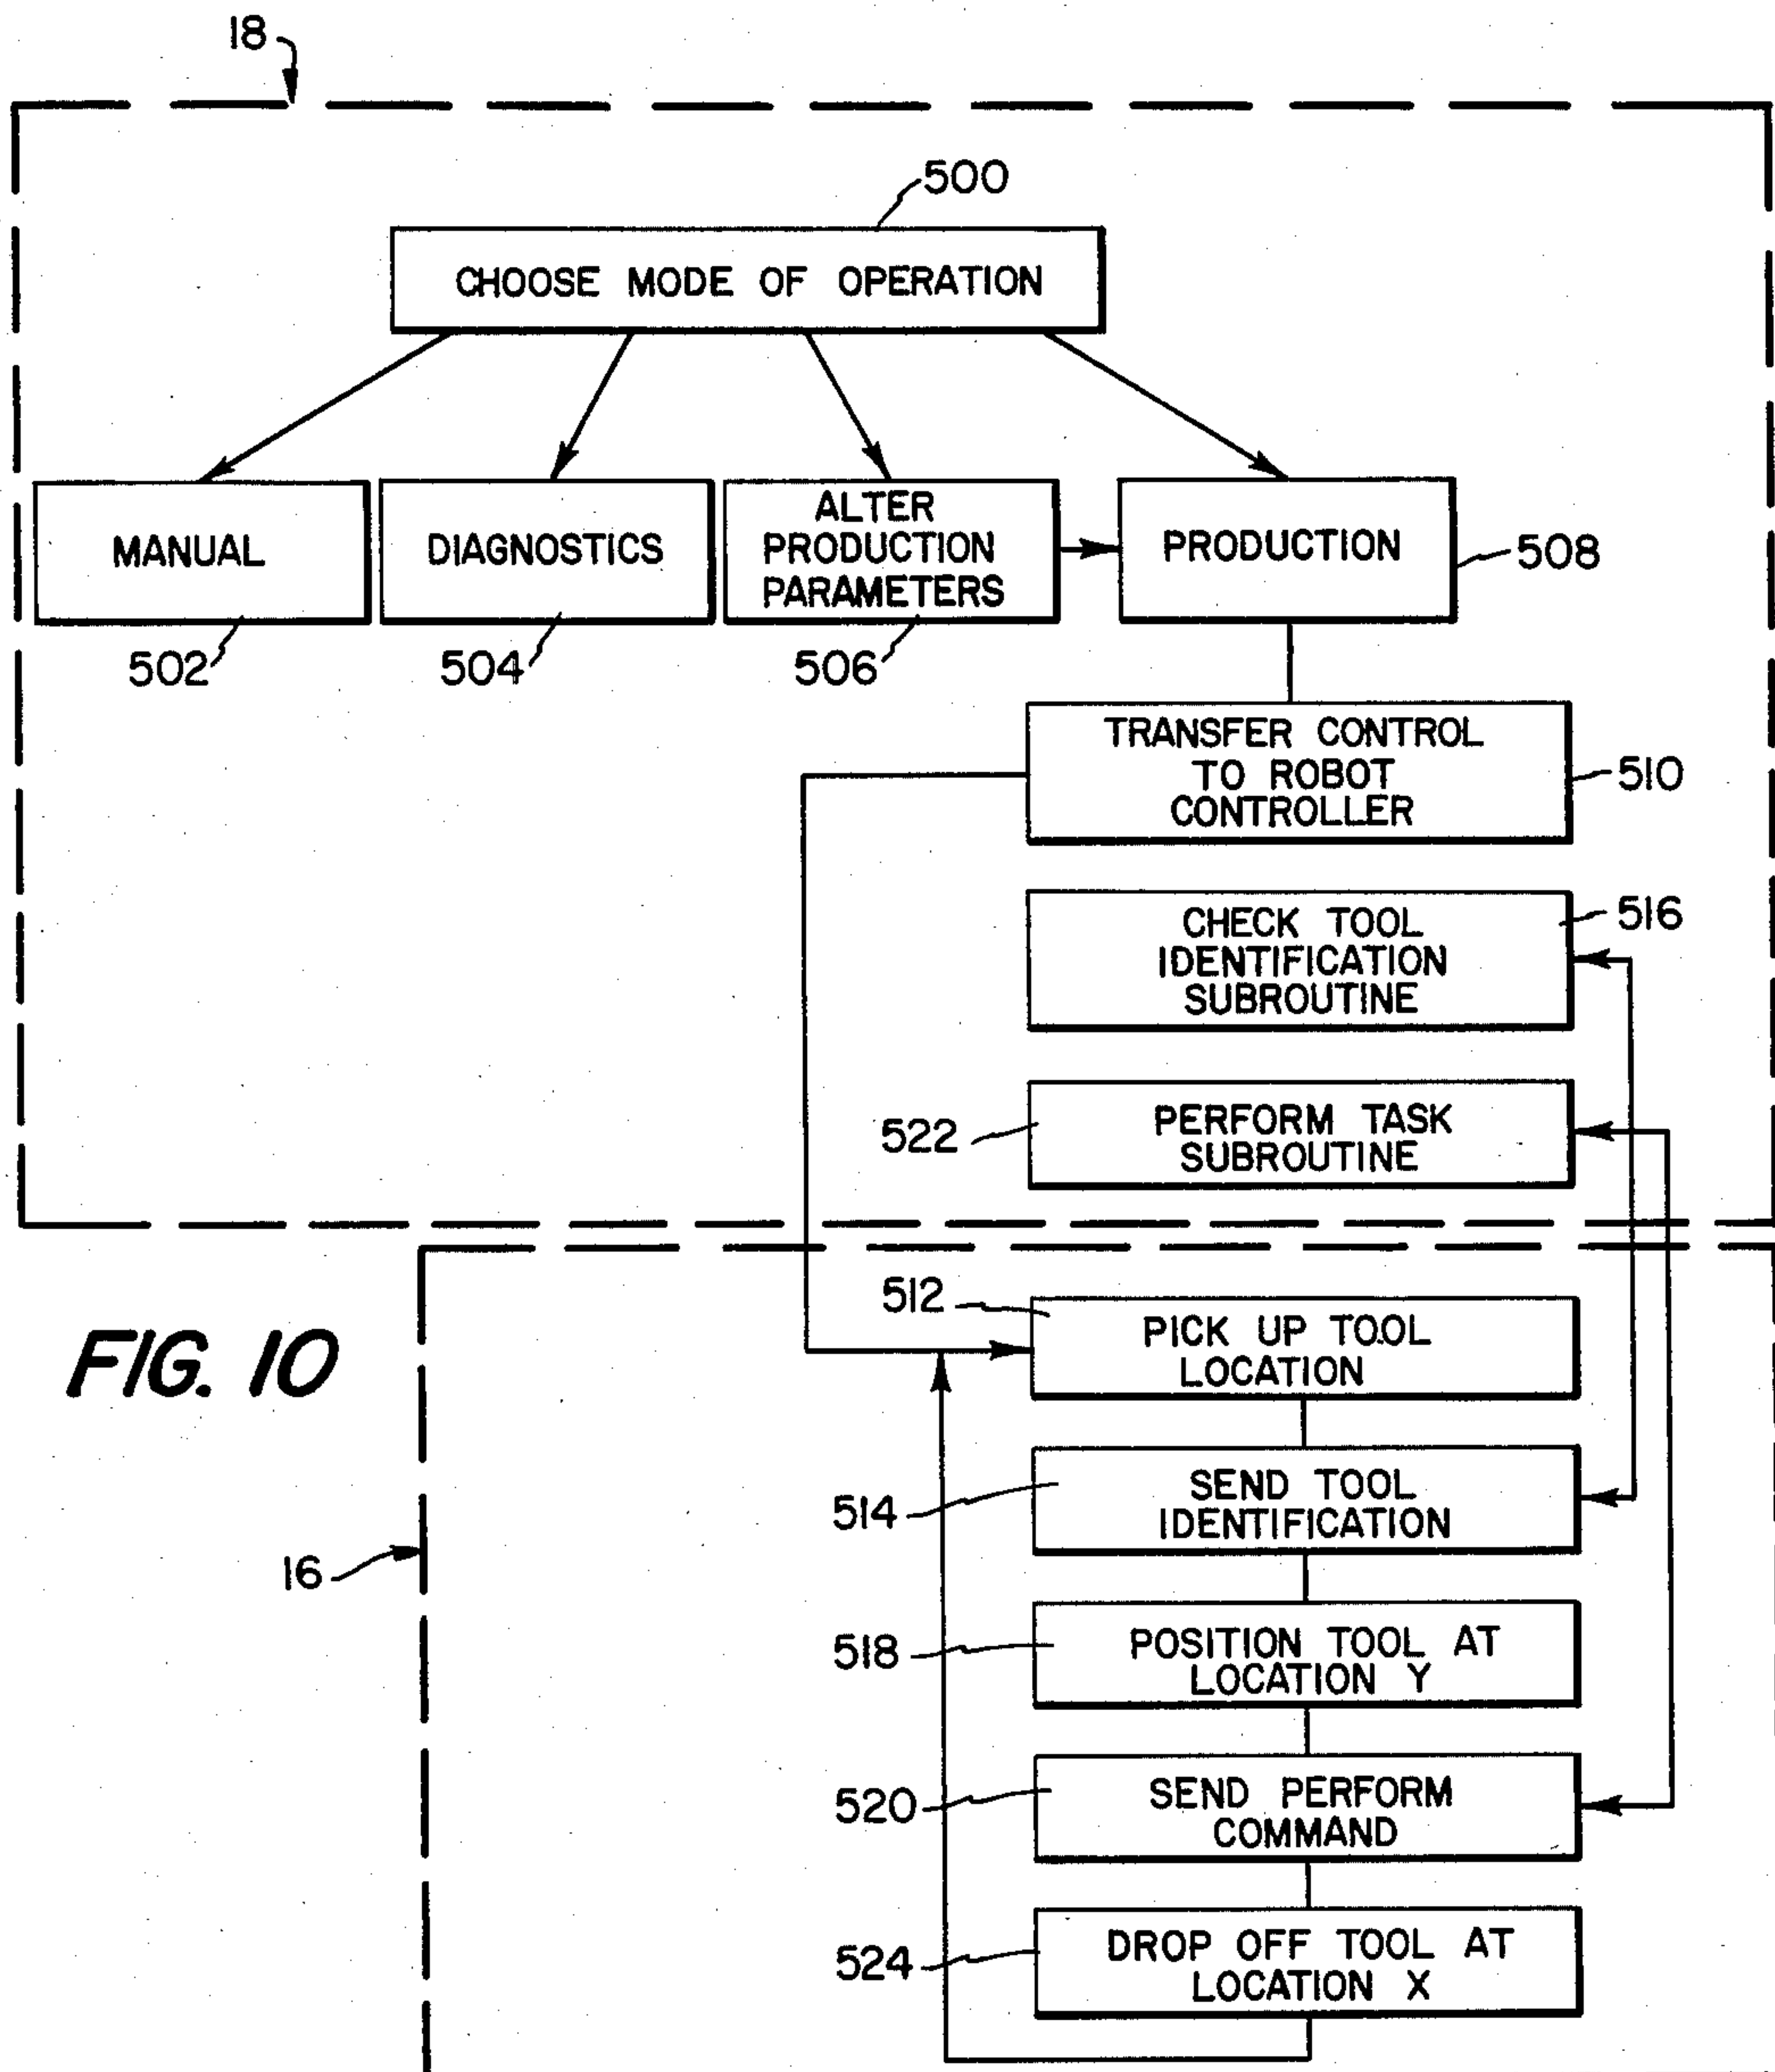 18
500
CHOOSE MODE OF OPERATION
MANUAL
DIAGNOSTICS
ALTER
PRODUCTION
PARAMETERS
PRODUCTION
508
502
504
506
TRANSFER CONTROL
TO ROBOT
CONTROLLER
510
CHECK TOOL
IDENTIFICATION
SUBROUTINE
516
522
PERFORM TASK
SUBROUTINE
FIG. 10
512
PICK UP TOOL
LOCATION
514
SEND TOOL
IDENTIFICATION
16
518
POSITION TOOL AT
LOCATION Y
520
SEND PERFORM
COMMAND
524
DROP OFF TOOL AT
LOCATION X